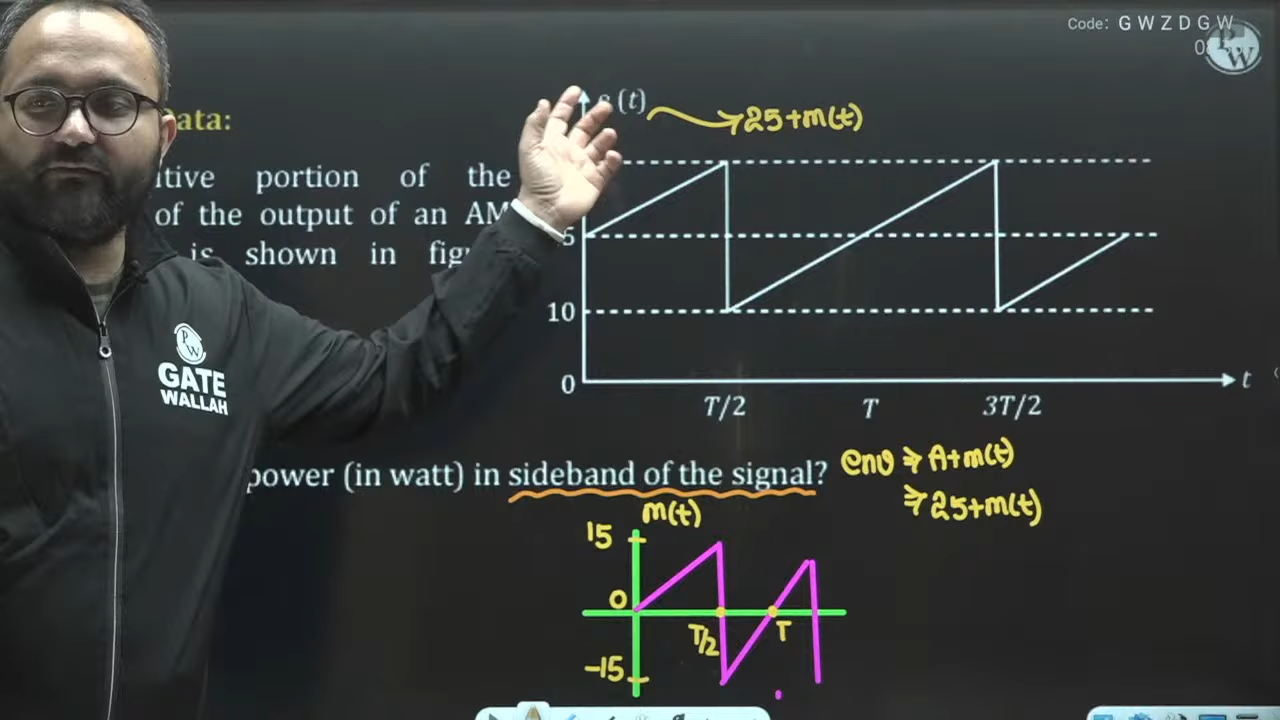 Code: G W Z D G W
PW
ata:
(t) → 25+m(t)
itive portion of the
of the output of an AM
is shown in fig
5
10
0
t
T/2 T 3T/2
PW
GATE
WALLAH
power (in watt) in sideband of the signal?
env ⇒ A+m(t)
⇒ 25+m(t)
m(t)
15
0
T/2
T
-15